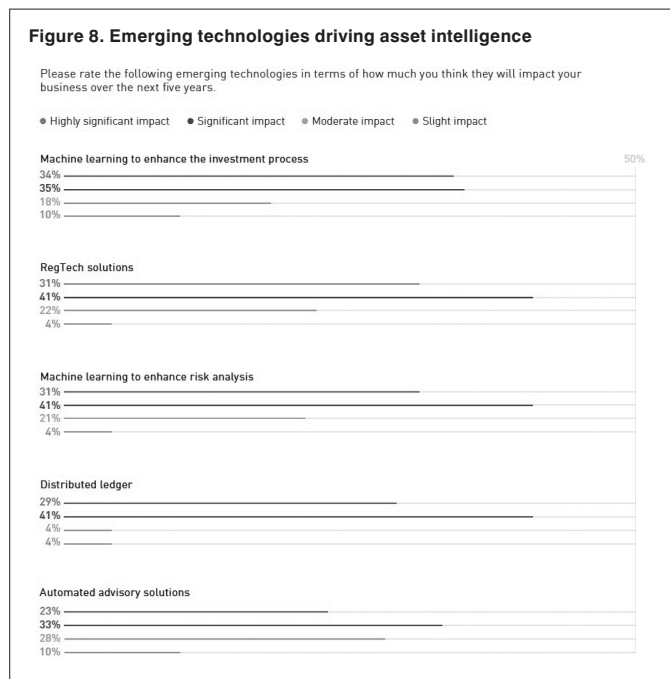 Figure 8. Emerging technologies driving asset intelligence
Please rate the following emerging technologies in terms of how much you think they will impact your
business over the next five years.
Highly significant impact Significant impact Moderate impact Slight impact
Machine learning to enhance the investment process 50%
34%
35%
18%
10%
RegTech solutions
31%
41%
22%
4%
Machine learning to enhance risk analysis
31%
41%
21%
4%
Distributed ledger
29%
41%
4%
4%
Automated advisory solutions
23%
33%
28%
10%